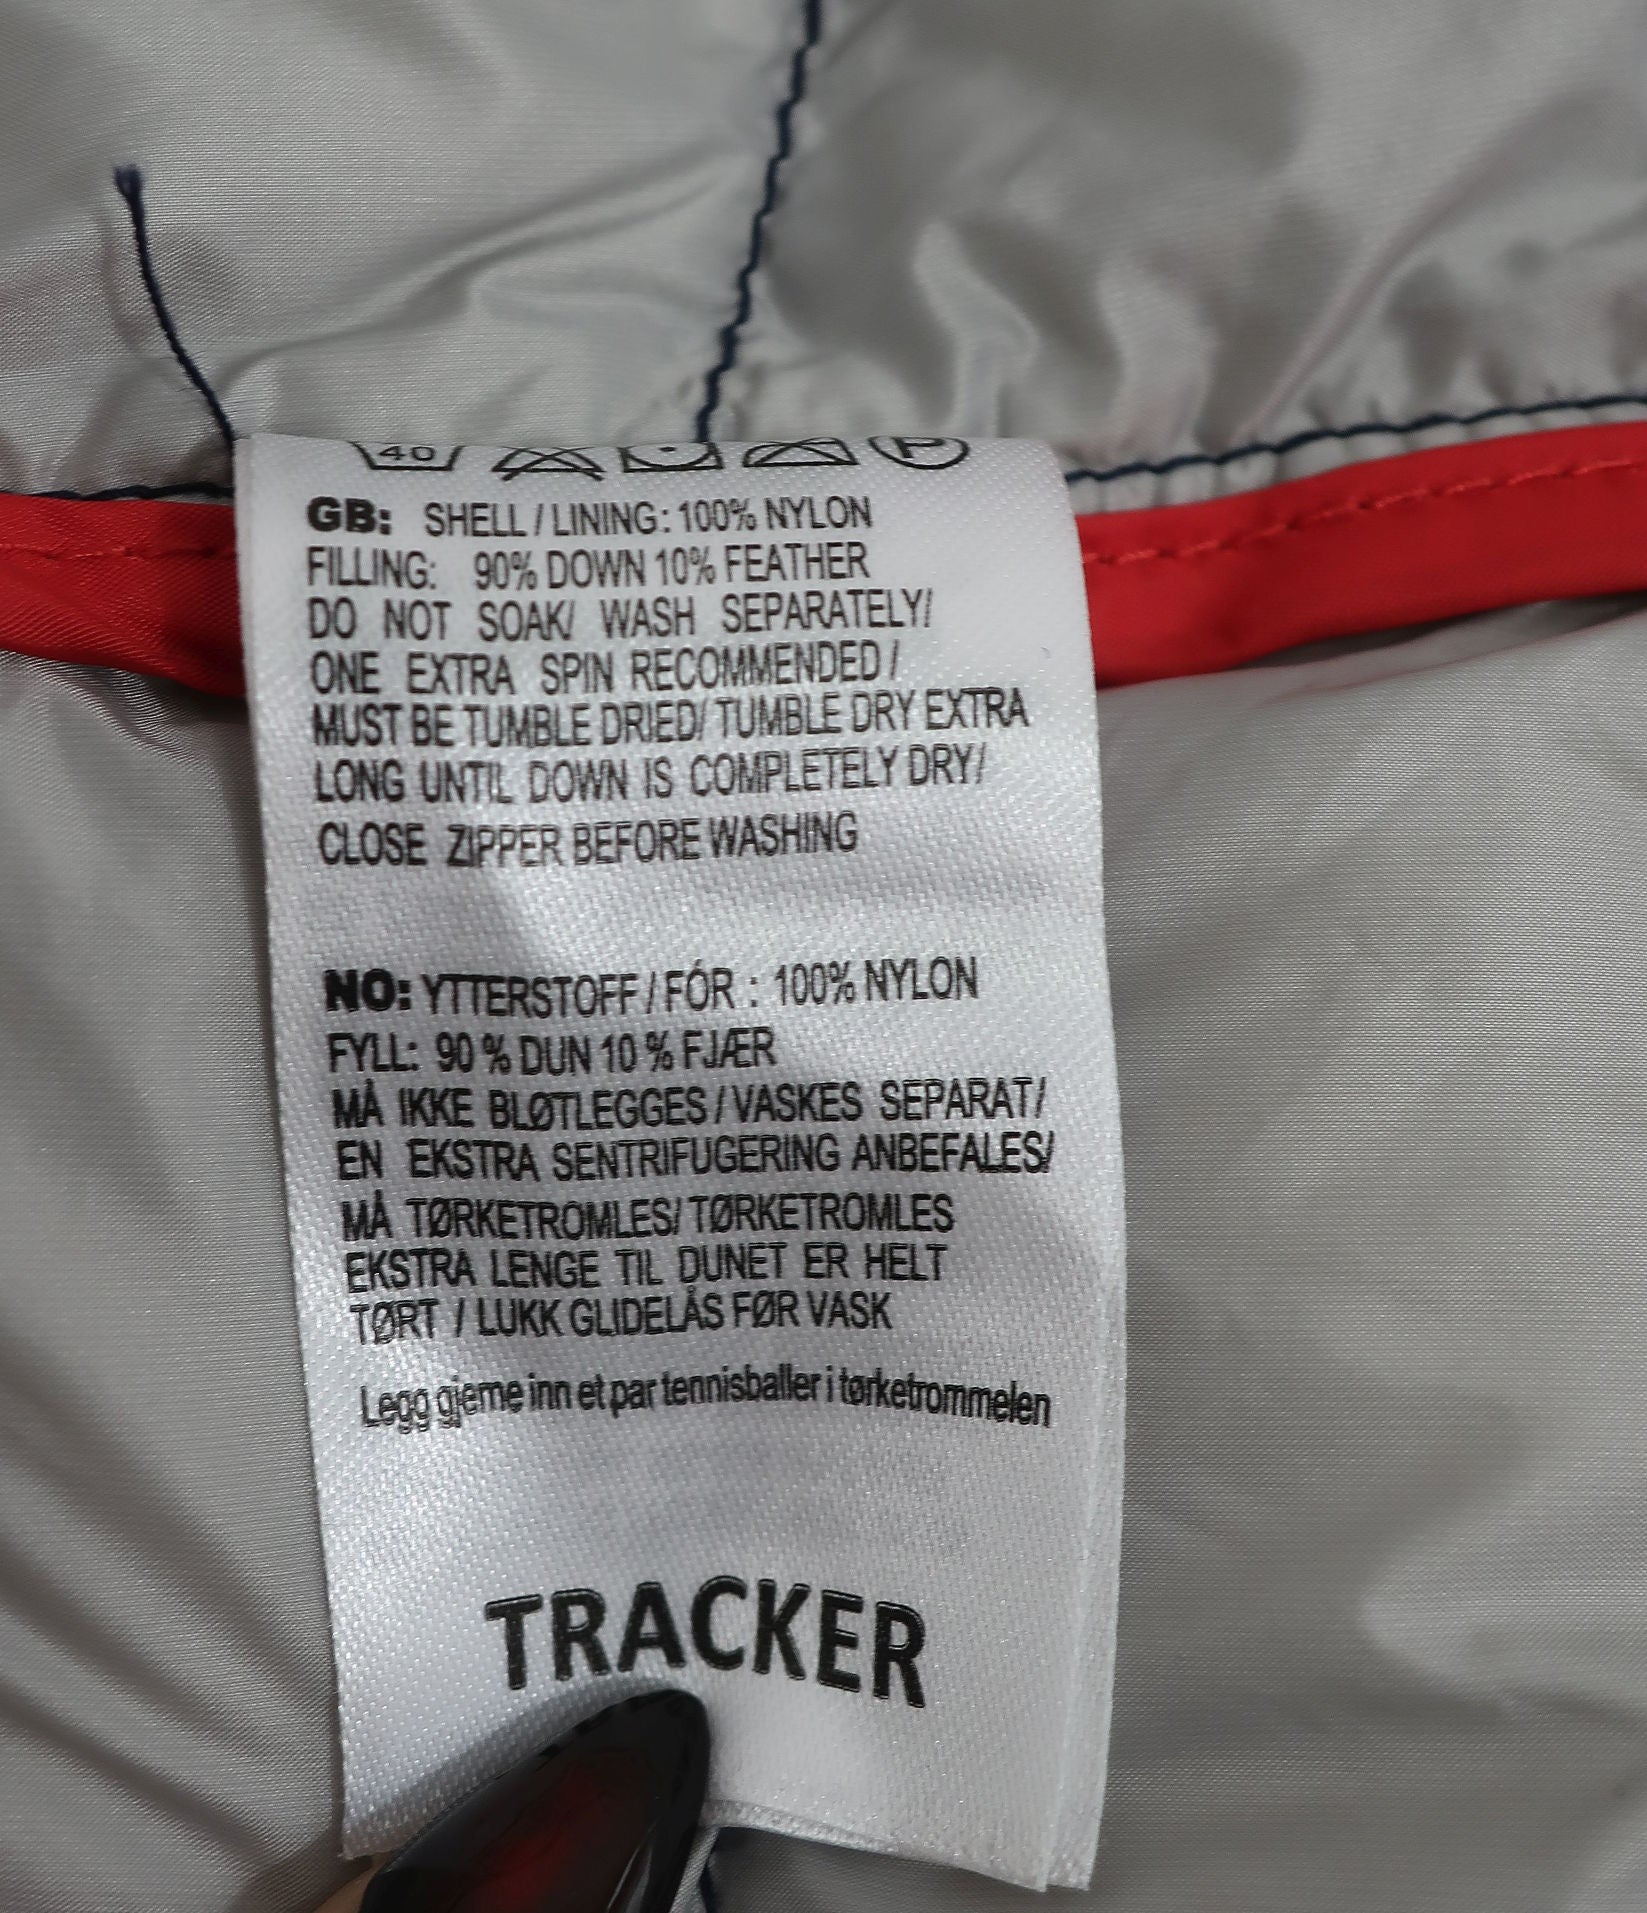 40 P
GB: SHELL / LINING: 100% NYLON
FILLING: 90% DOWN 10% FEATHER
DO NOT SOAK/ WASH SEPARATELY/
ONE EXTRA SPIN RECOMMENDED /
MUST BE TUMBLE DRIED/ TUMBLE DRY EXTRA
LONG UNTIL DOWN IS COMPLETELY DRY/
CLOSE ZIPPER BEFORE WASHING
NO: YTTERSTOFF / FÓR : 100% NYLON
FYLL: 90 % DUN 10 % FJÆR
MÅ IKKE BLØTLEGGES / VASKES SEPARAT/
EN EKSTRA SENTRIFUGERING ANBEFALES/
MÅ TØRKETROMLES/ TØRKETROMLES
EKSTRA LENGE TIL DUNET ER HELT
TØRT / LUKK GLIDELÅS FØR VASK
Legg gjerne inn et par tennisballer i tørketrommelen
TRACKER